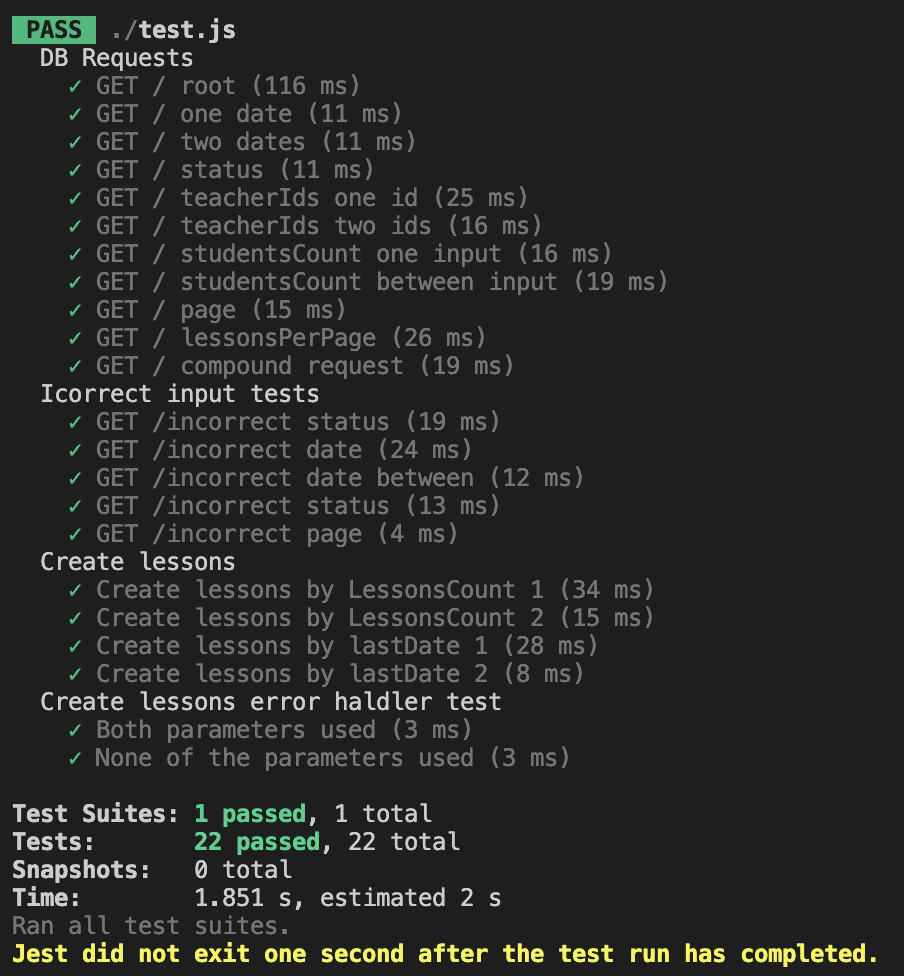 PASS ./test.js
DB Requests
✓ GET / root (116 ms)
✓ GET / one date (11 ms)
✓ GET / two dates (11 ms)
✓ GET / status (11 ms)
✓ GET / teacherIds one id (25 ms)
✓ GET / teacherIds two ids (16 ms)
✓ GET / studentsCount one input (16 ms)
✓ GET / studentsCount between input (19 ms)
✓ GET / page (15 ms)
✓ GET / lessonsPerPage (26 ms)
✓ GET / compound request (19 ms)
Icorrect input tests
✓ GET /incorrect status (19 ms)
✓ GET /incorrect date (24 ms)
✓ GET /incorrect date between (12 ms)
✓ GET /incorrect status (13 ms)
✓ GET /incorrect page (4 ms)
Create lessons
✓ Create lessons by LessonsCount 1 (34 ms)
✓ Create lessons by LessonsCount 2 (15 ms)
✓ Create lessons by lastDate 1 (28 ms)
✓ Create lessons by lastDate 2 (8 ms)
Create lessons error haldler test
✓ Both parameters used (3 ms)
✓ None of the parameters used (3 ms)
Test Suites: 1 passed, 1 total
Tests: 22 passed, 22 total
Snapshots: 0 total
Time: 1.851 s, estimated 2 s
Ran all test suites.
Jest did not exit one second after the test run has completed.